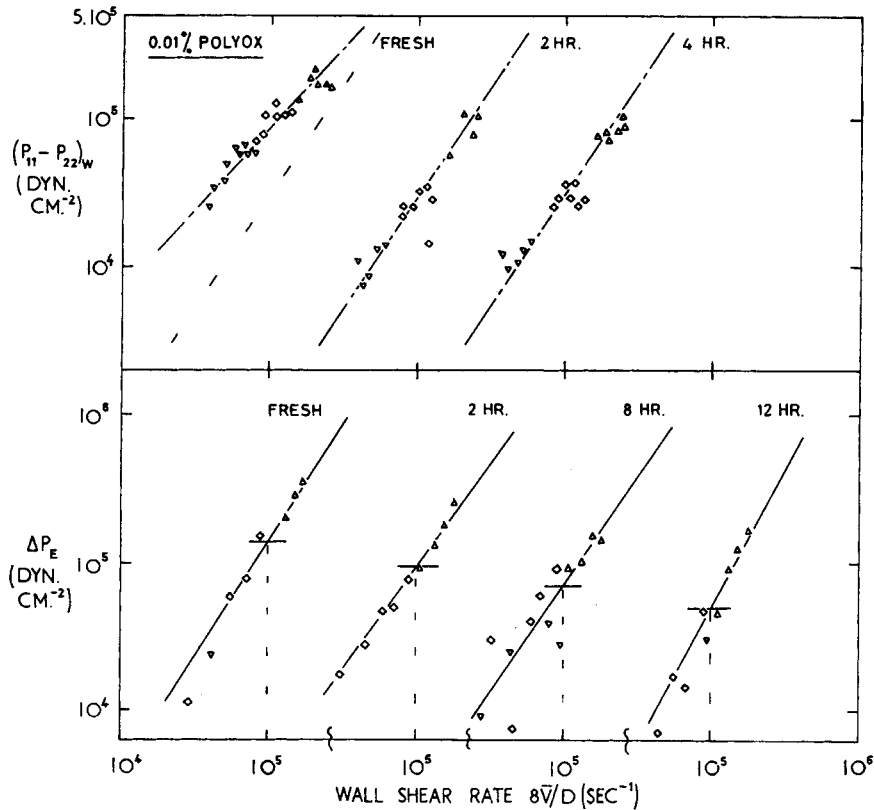 5.10⁵
0.01% POLYOX
FRESH
2 HR.
4 HR.
10⁵
(P₁₁ – P₂₂)w
(DYN.
CM.⁻²)
10⁴
10⁶
FRESH
2 HR.
8 HR.
12 HR.
ΔP_E
(DYN.
CM.⁻²)
10⁵
10⁴
10⁴ 10⁵ 10⁵ 10⁵ 10⁵ 10⁶
WALL SHEAR RATE 8V̄/D (SEC⁻¹)